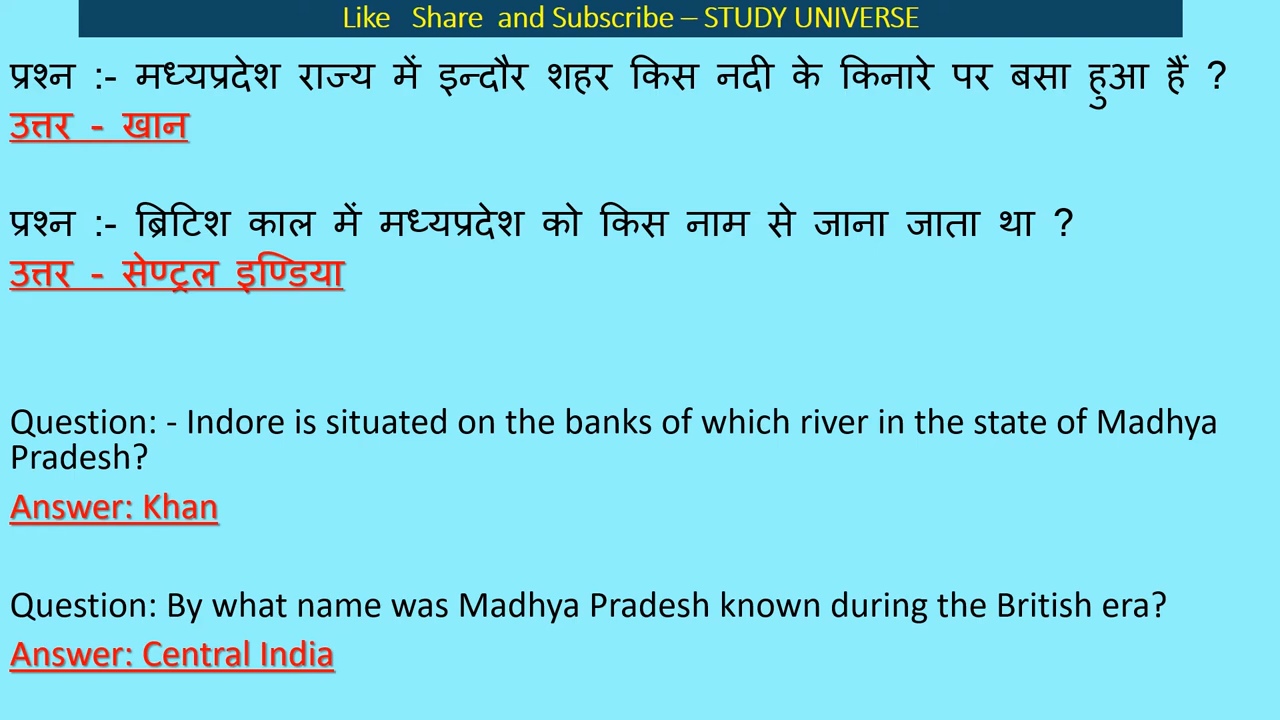 Like Share and Subscribe – STUDY UNIVERSE
प्रश्न :- मध्यप्रदेश राज्य में इन्दौर शहर किस नदी के किनारे पर बसा हुआ हैं ?
उत्तर - खान
प्रश्न :- ब्रिटिश काल में मध्यप्रदेश को किस नाम से जाना जाता था ?
उत्तर - सेण्ट्रल इण्डिया
Question: - Indore is situated on the banks of which river in the state of Madhya
Pradesh?
Answer: Khan
Question: By what name was Madhya Pradesh known during the British era?
Answer: Central India